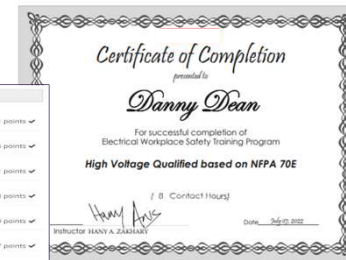 Certificate of Completion
presented to
Danny Dean
For successful completion of
Electrical Workplace Safety Training Program
High Voltage Qualified based on NFPA 70E
( 8 Contact Hours)
Instructor HANY A. ZAKHARY
Date July 07, 2022
points ✔
points ✔
points ✔
points ✔
points ✔
points ✔